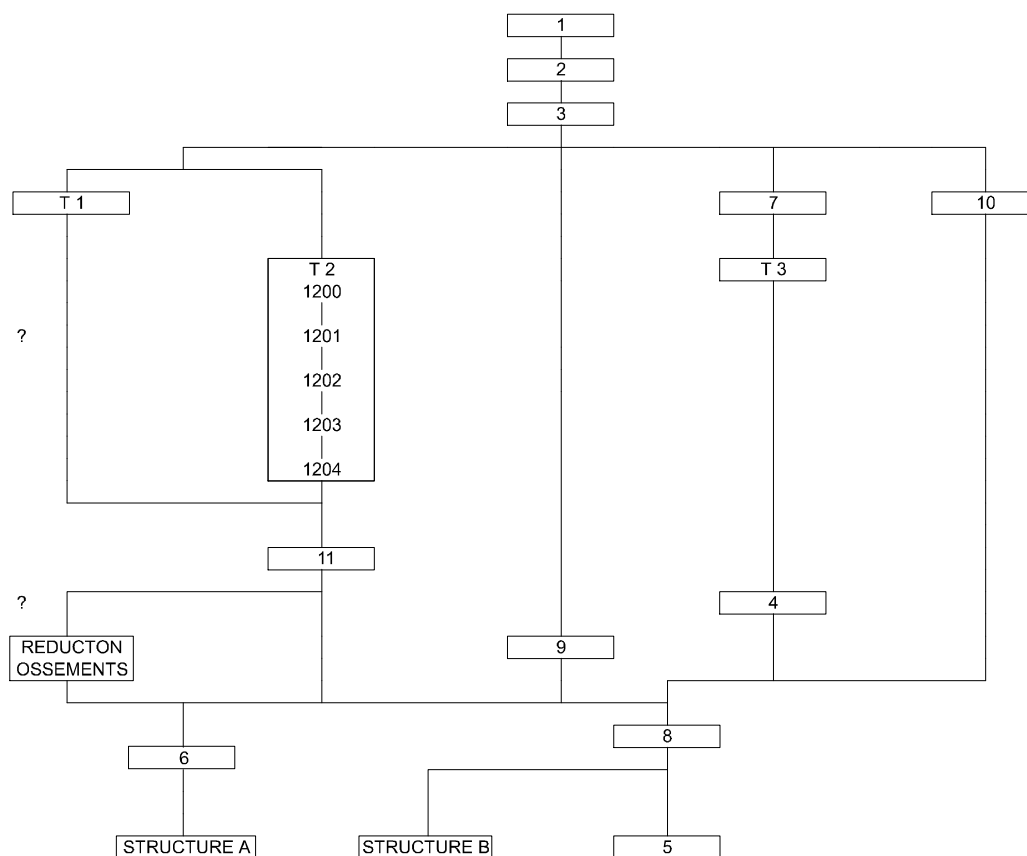 1
2
3
T 1
7
10
T 2
T 3
1200
?
1201
1202
1203
1204
11
?
4
REDUCTON
OSSEMENTS
9
8
6
STRUCTURE A
STRUCTURE B
5